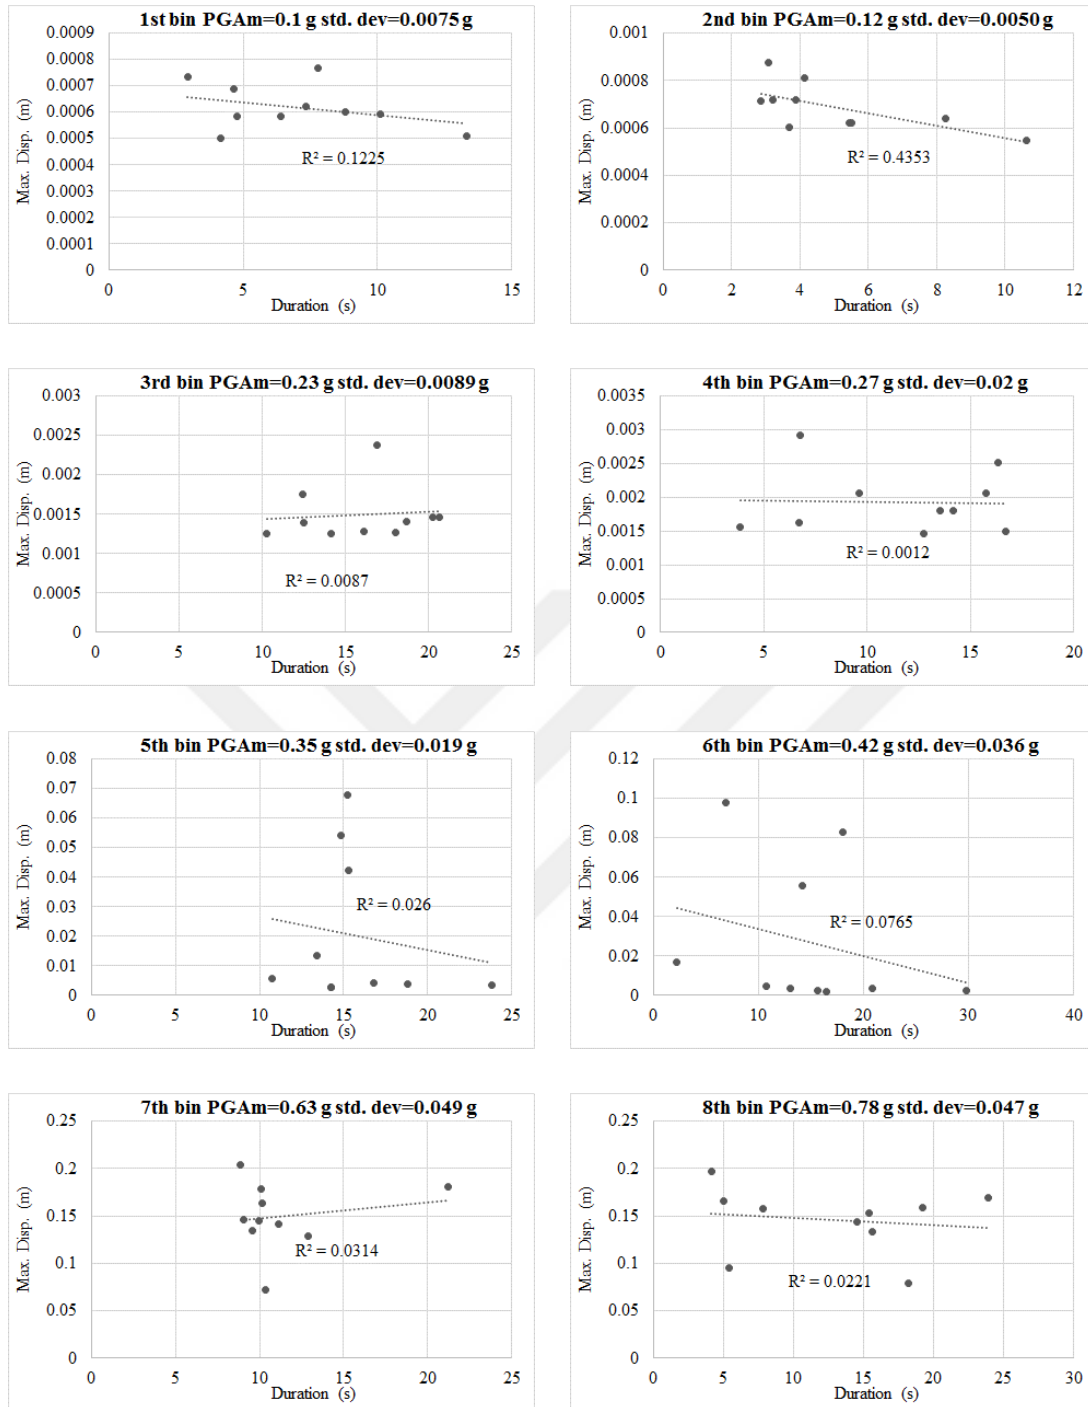 1st bin PGAm=0.1 g std. dev=0.0075 g
0.0009
0.0008
0.0007
0.0006
0.0005
0.0004
0.0003
0.0002
0.0001
0
Max. Disp. (m)
R² = 0.1225
0 5 10 15
Duration (s)
2nd bin PGAm=0.12 g std. dev=0.0050 g
0.001
0.0008
0.0006
0.0004
0.0002
0
Max. Disp. (m)
R² = 0.4353
0 2 4 6 8 10 12
Duration (s)
3rd bin PGAm=0.23 g std. dev=0.0089 g
0.003
0.0025
0.002
0.0015
0.001
0.0005
0
Max. Disp. (m)
R² = 0.0087
0 5 10 15 20 25
Duration (s)
4th bin PGAm=0.27 g std. dev=0.02 g
0.0035
0.003
0.0025
0.002
0.0015
0.001
0.0005
0
Max. Disp. (m)
R² = 0.0012
0 5 10 15 20
Duration (s)
5th bin PGAm=0.35 g std. dev=0.019 g
0.08
0.07
0.06
0.05
0.04
0.03
0.02
0.01
0
Max. Disp. (m)
R² = 0.026
0 5 10 15 20 25
Duration (s)
6th bin PGAm=0.42 g std. dev=0.036 g
0.12
0.1
0.08
0.06
0.04
0.02
0
Max. Disp. (m)
R² = 0.0765
0 10 20 30 40
Duration (s)
7th bin PGAm=0.63 g std. dev=0.049 g
0.25
0.2
0.15
0.1
0.05
0
Max. Disp. (m)
R² = 0.0314
0 5 10 15 20 25
Duration (s)
8th bin PGAm=0.78 g std. dev=0.047 g
0.25
0.2
0.15
0.1
0.05
0
Max. Disp. (m)
R² = 0.0221
0 5 10 15 20 25 30
Duration (s)